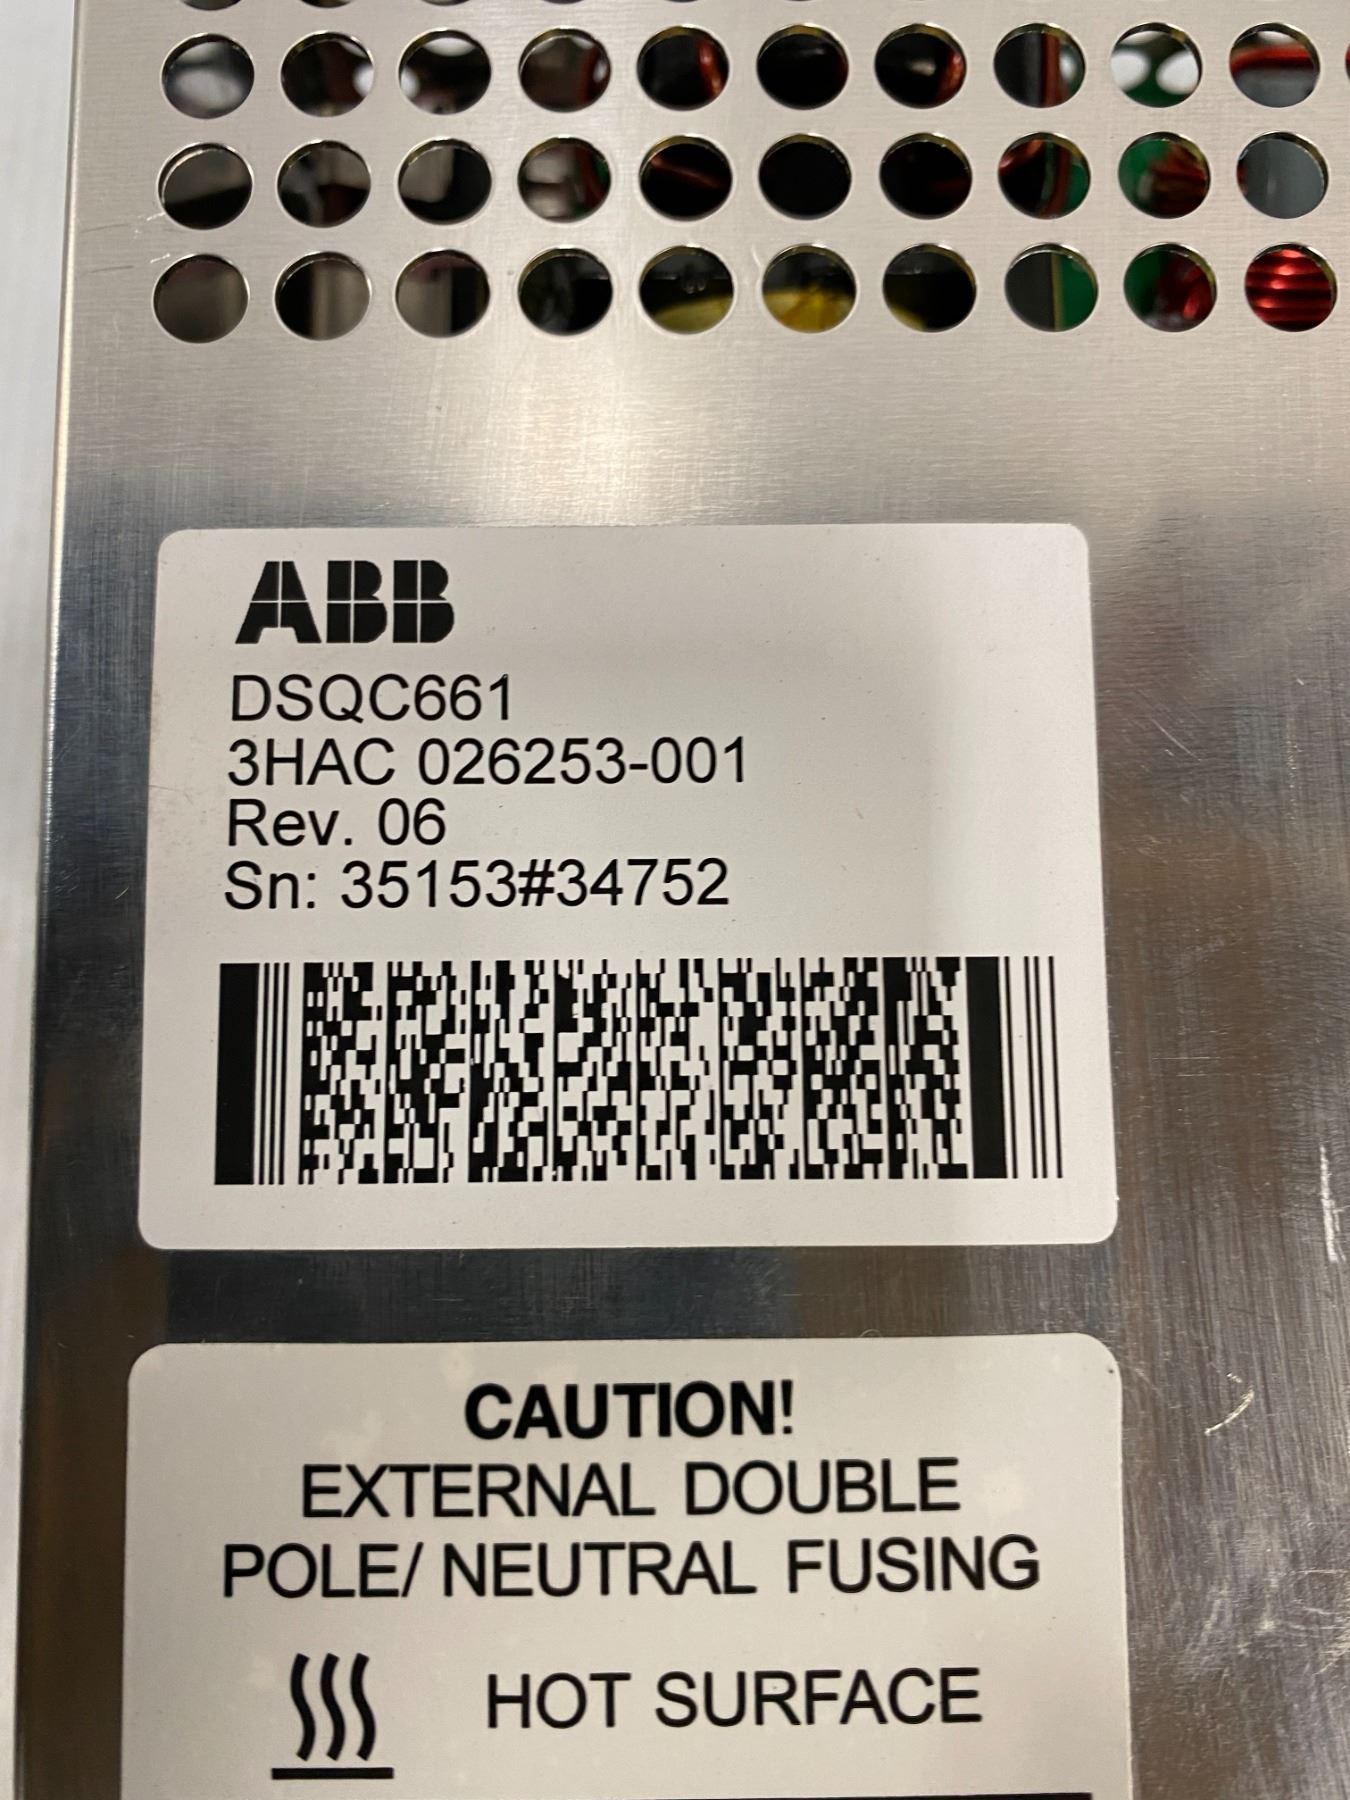 ABB
DSQC661
3HAC 026253-001
Rev. 06
Sn: 35153#34752
CAUTION!
EXTERNAL DOUBLE
POLE/ NEUTRAL FUSING
HOT SURFACE